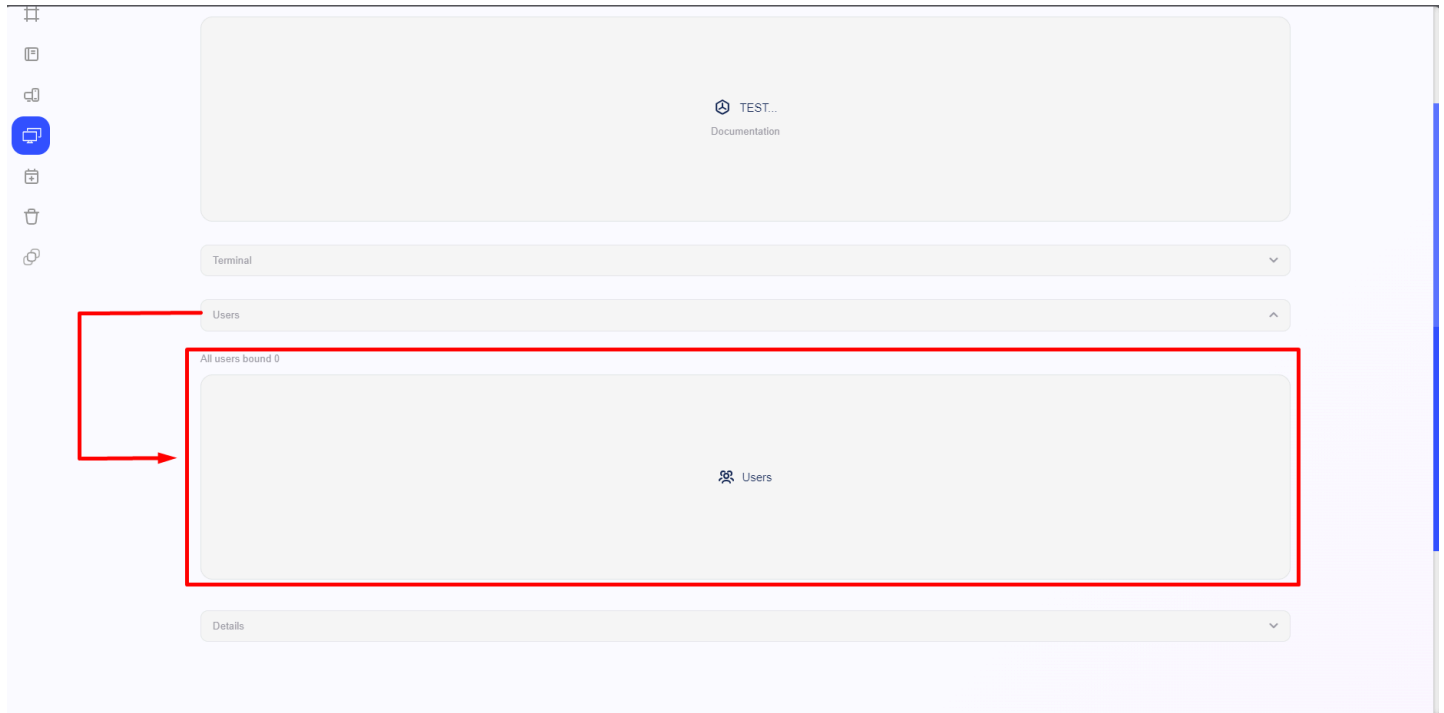 TEST...
Documentation
Terminal
Users
All users bound 0
Users
Details